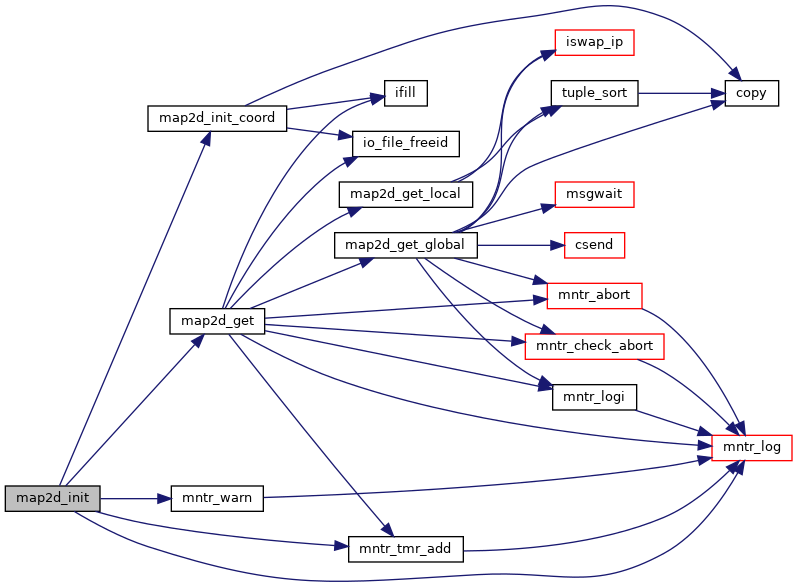 iswap_ip
ifill
tuple_sort
copy
map2d_init_coord
io_file_freeid
map2d_get_local
msgwait
map2d_get_global
csend
mntr_abort
map2d_get
mntr_check_abort
mntr_logi
mntr_log
map2d_init
mntr_warn
mntr_tmr_add